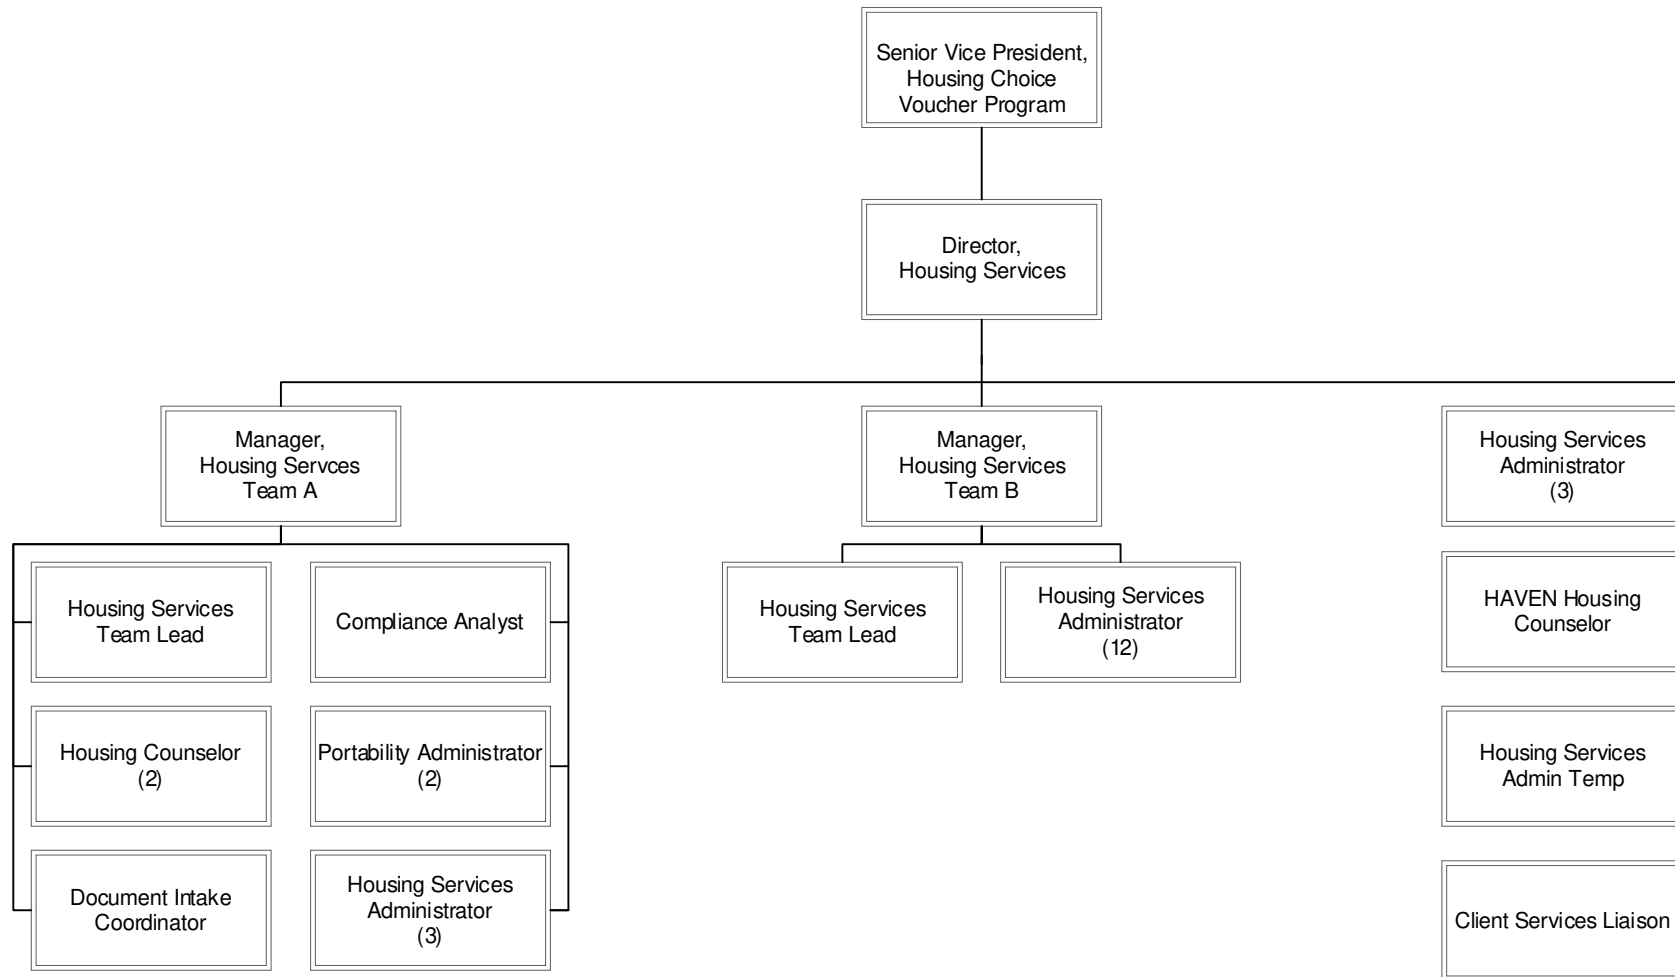 Senior Vice President,
Housing Choice
Voucher Program
Director,
Housing Services
Manager,
Housing Servces
Team A
Manager,
Housing Services
Team B
Housing Services
Administrator
(3)
Housing Services
Team Lead
Compliance Analyst
Housing Services
Team Lead
Housing Services
Administrator
(12)
HAVEN Housing
Counselor
Housing Counselor
(2)
Portability Administrator
(2)
Housing Services
Admin Temp
Document Intake
Coordinator
Housing Services
Administrator
(3)
Client Services Liaison